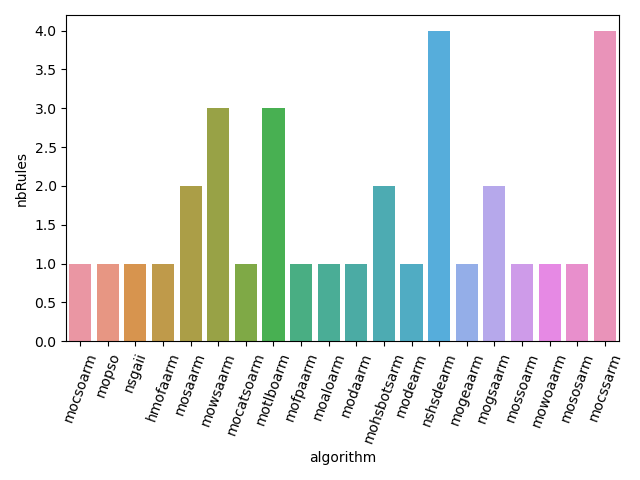 4.0
3.5
3.0
2.5
2.0
1.5
1.0
0.5
0.0
nbRules
mocsoarm
mopso
nsgaii
hmofaarm
mosaarm
mowsaarm
mocatsoarm
motlboarm
mofpaarm
moaloarm
modaarm
mohsbotsarm
modearm
nshsdearm
mogeaarm
mogsaarm
mossoarm
mowoaarm
mososarm
mocssarm
algorithm